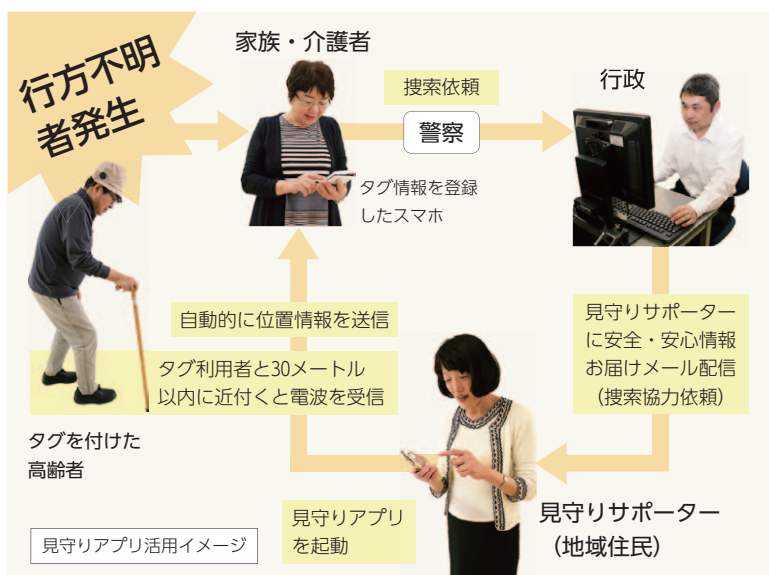 行方不明
者発生
家族・介護者
捜索依頼
警察
行政
タグ情報を登録
したスマホ
自動的に位置情報を送信
タグ利用者と30メートル
以内に近付くと電波を受信
見守りサポーター
に安全・安心情報
お届けメール配信
（捜索協力依頼）
タグを付けた
高齢者
見守りアプリ
を起動
見守りサポーター
（地域住民）
見守りアプリ活用イメージ